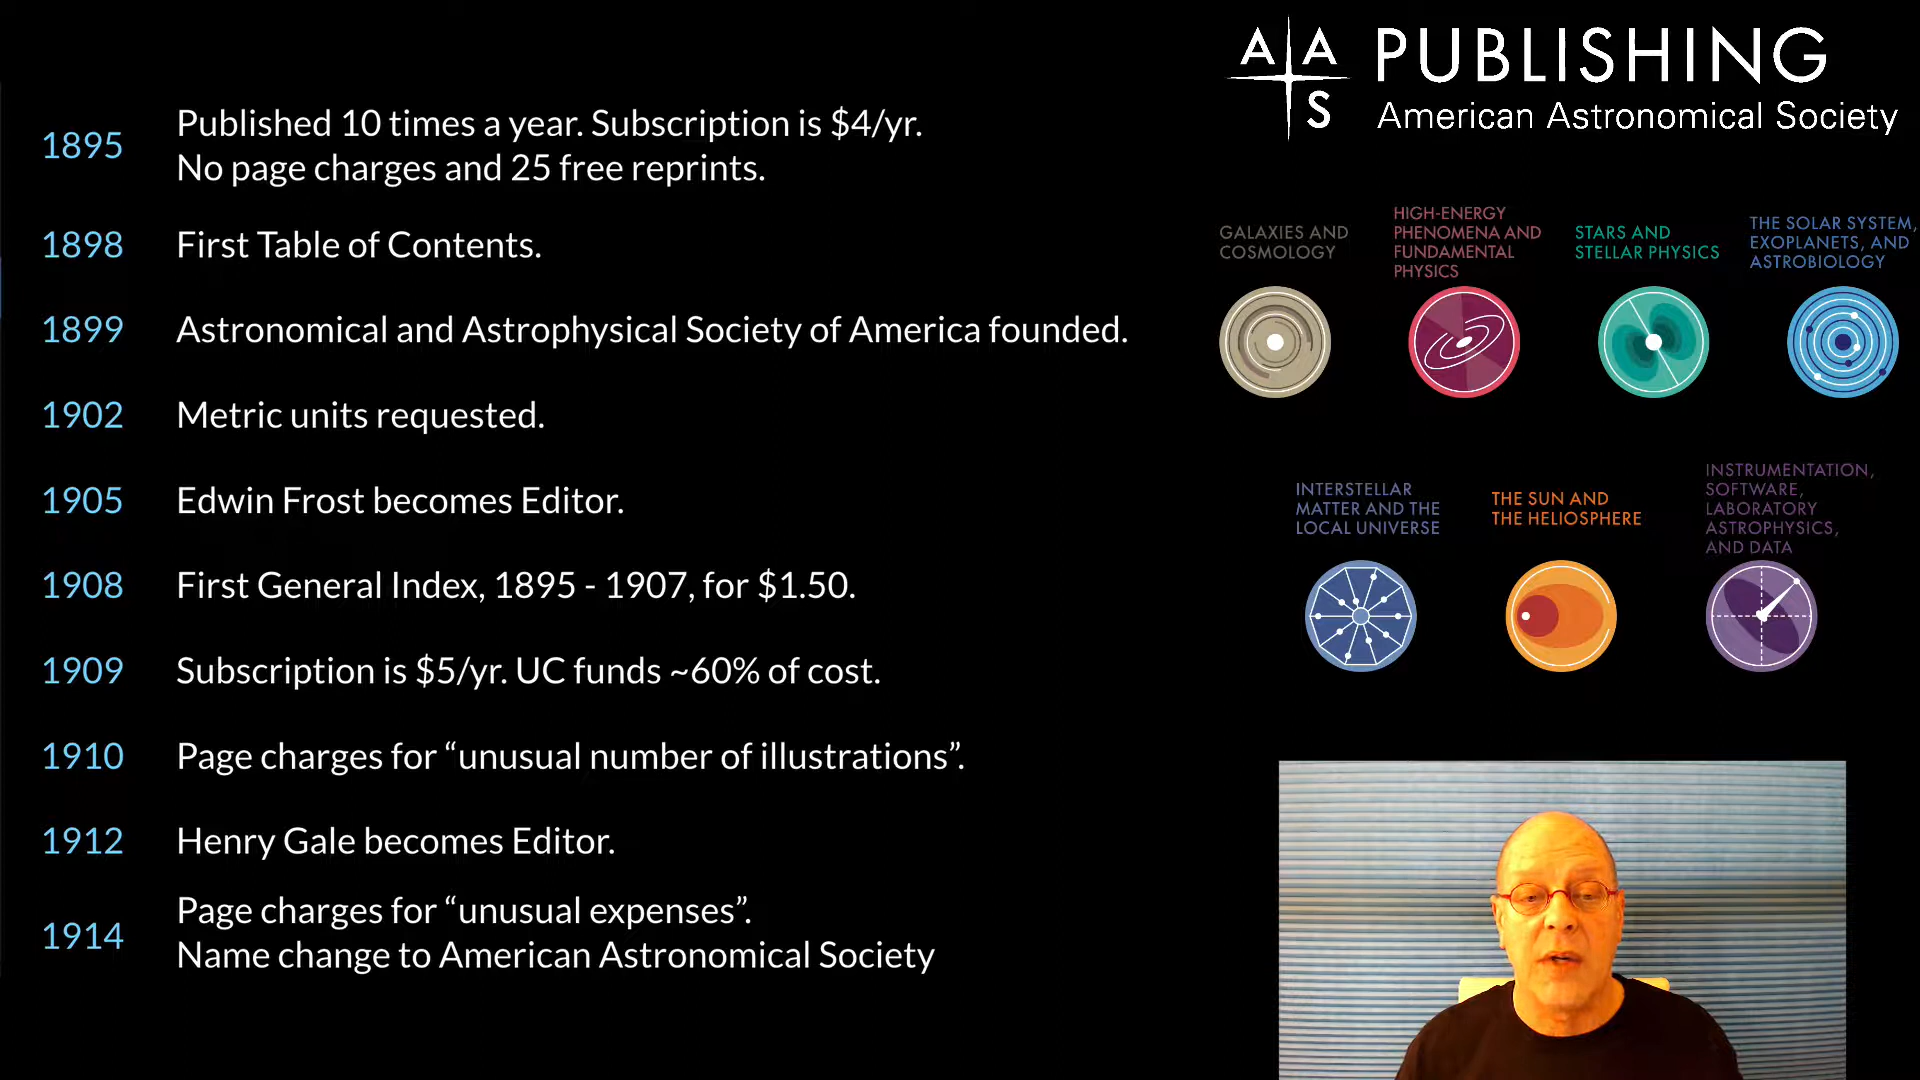 1895
Published 10 times a year. Subscription is $4/yr.
No page charges and 25 free reprints.
1898
First Table of Contents.
1899
Astronomical and Astrophysical Society of America founded.
1902
Metric units requested.
1905
Edwin Frost becomes Editor.
1908
First General Index, 1895 - 1907, for $1.50.
1909
Subscription is $5/yr. UC funds ~60% of cost.
1910
Page charges for “unusual number of illustrations”.
1912
Henry Gale becomes Editor.
1914
Page charges for “unusual expenses”.
Name change to American Astronomical Society
A A
S
PUBLISHING
American Astronomical Society
GALAXIES AND
COSMOLOGY
HIGH-ENERGY
PHENOMENA AND
FUNDAMENTAL
PHYSICS
STARS AND
STELLAR PHYSICS
THE SOLAR SYSTEM,
EXOPLANETS, AND
ASTROBIOLOGY
INTERSTELLAR
MATTER AND THE
LOCAL UNIVERSE
THE SUN AND
THE HELIOSPHERE
INSTRUMENTATION,
SOFTWARE,
LABORATORY
ASTROPHYSICS,
AND DATA